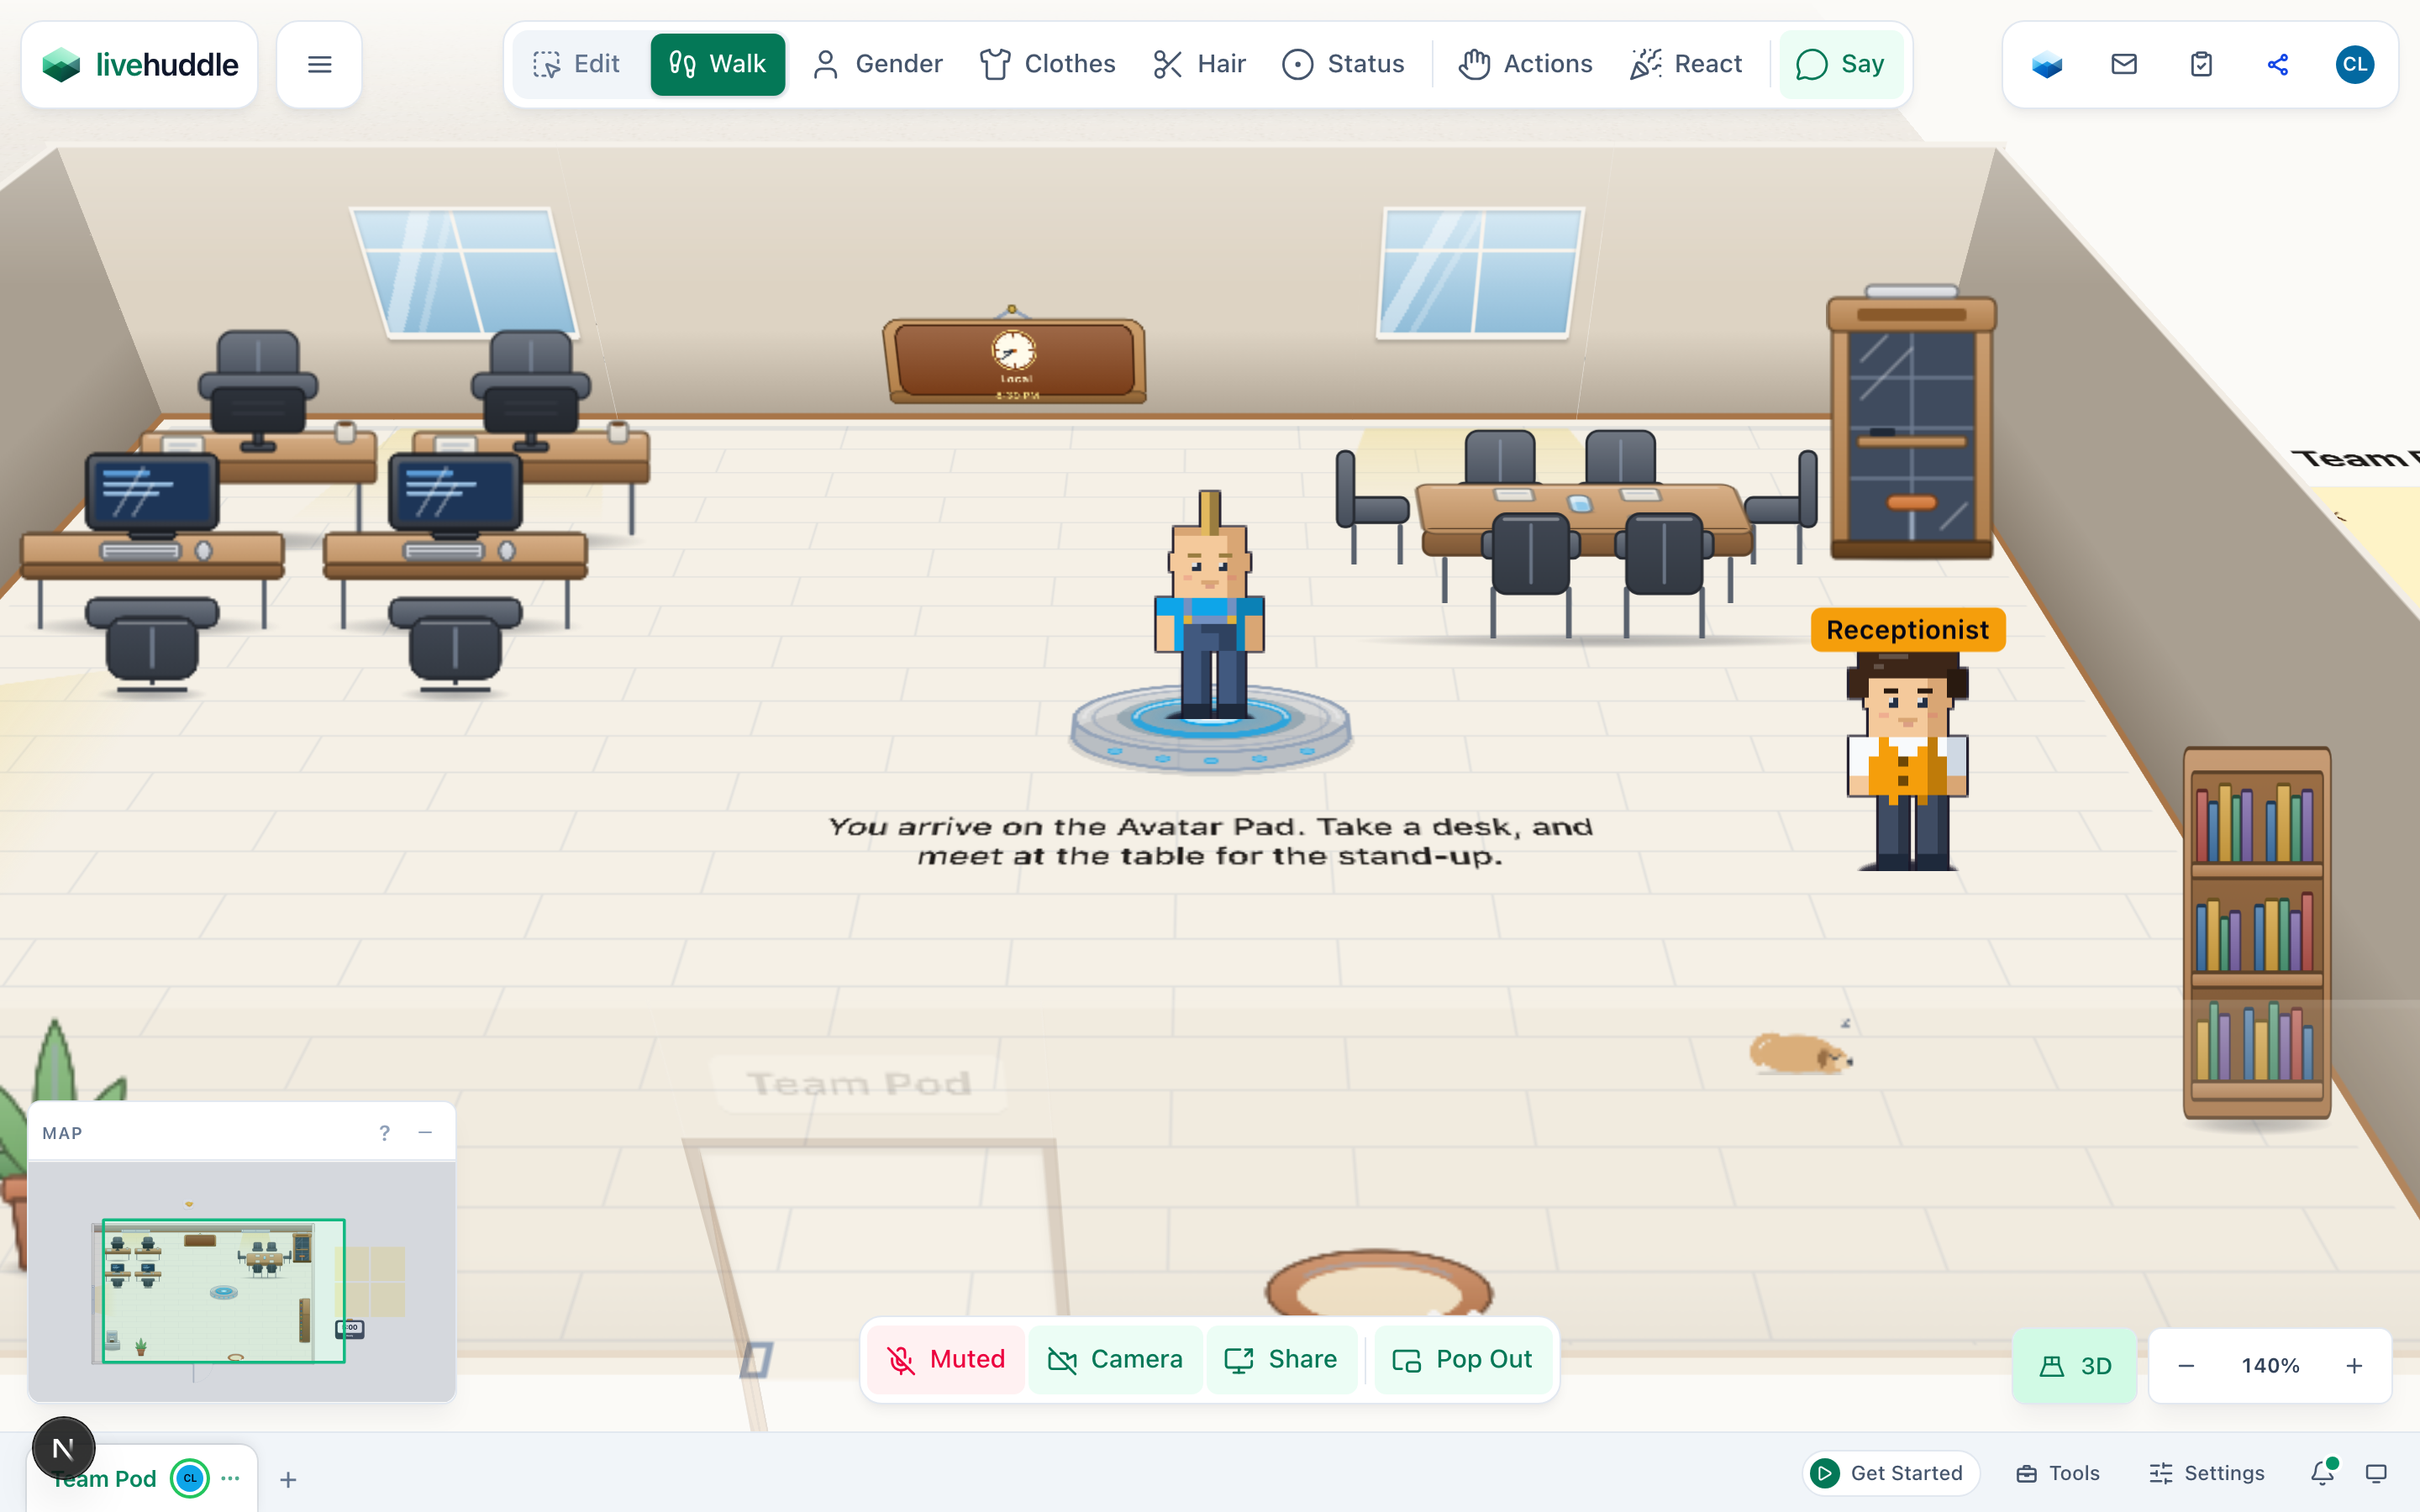 livehuddle
Edit
Walk
Gender
Clothes
Hair
Status
Actions
React
Say
CL
Local
Team
Receptionist
You arrive on the Avatar Pad. Take a desk, and
meet at the table for the stand-up.
Team Pod
MAP
?
Muted
Camera
Share
Pop Out
3D
140%
N
Team Pod
CL
Get Started
Tools
Settings